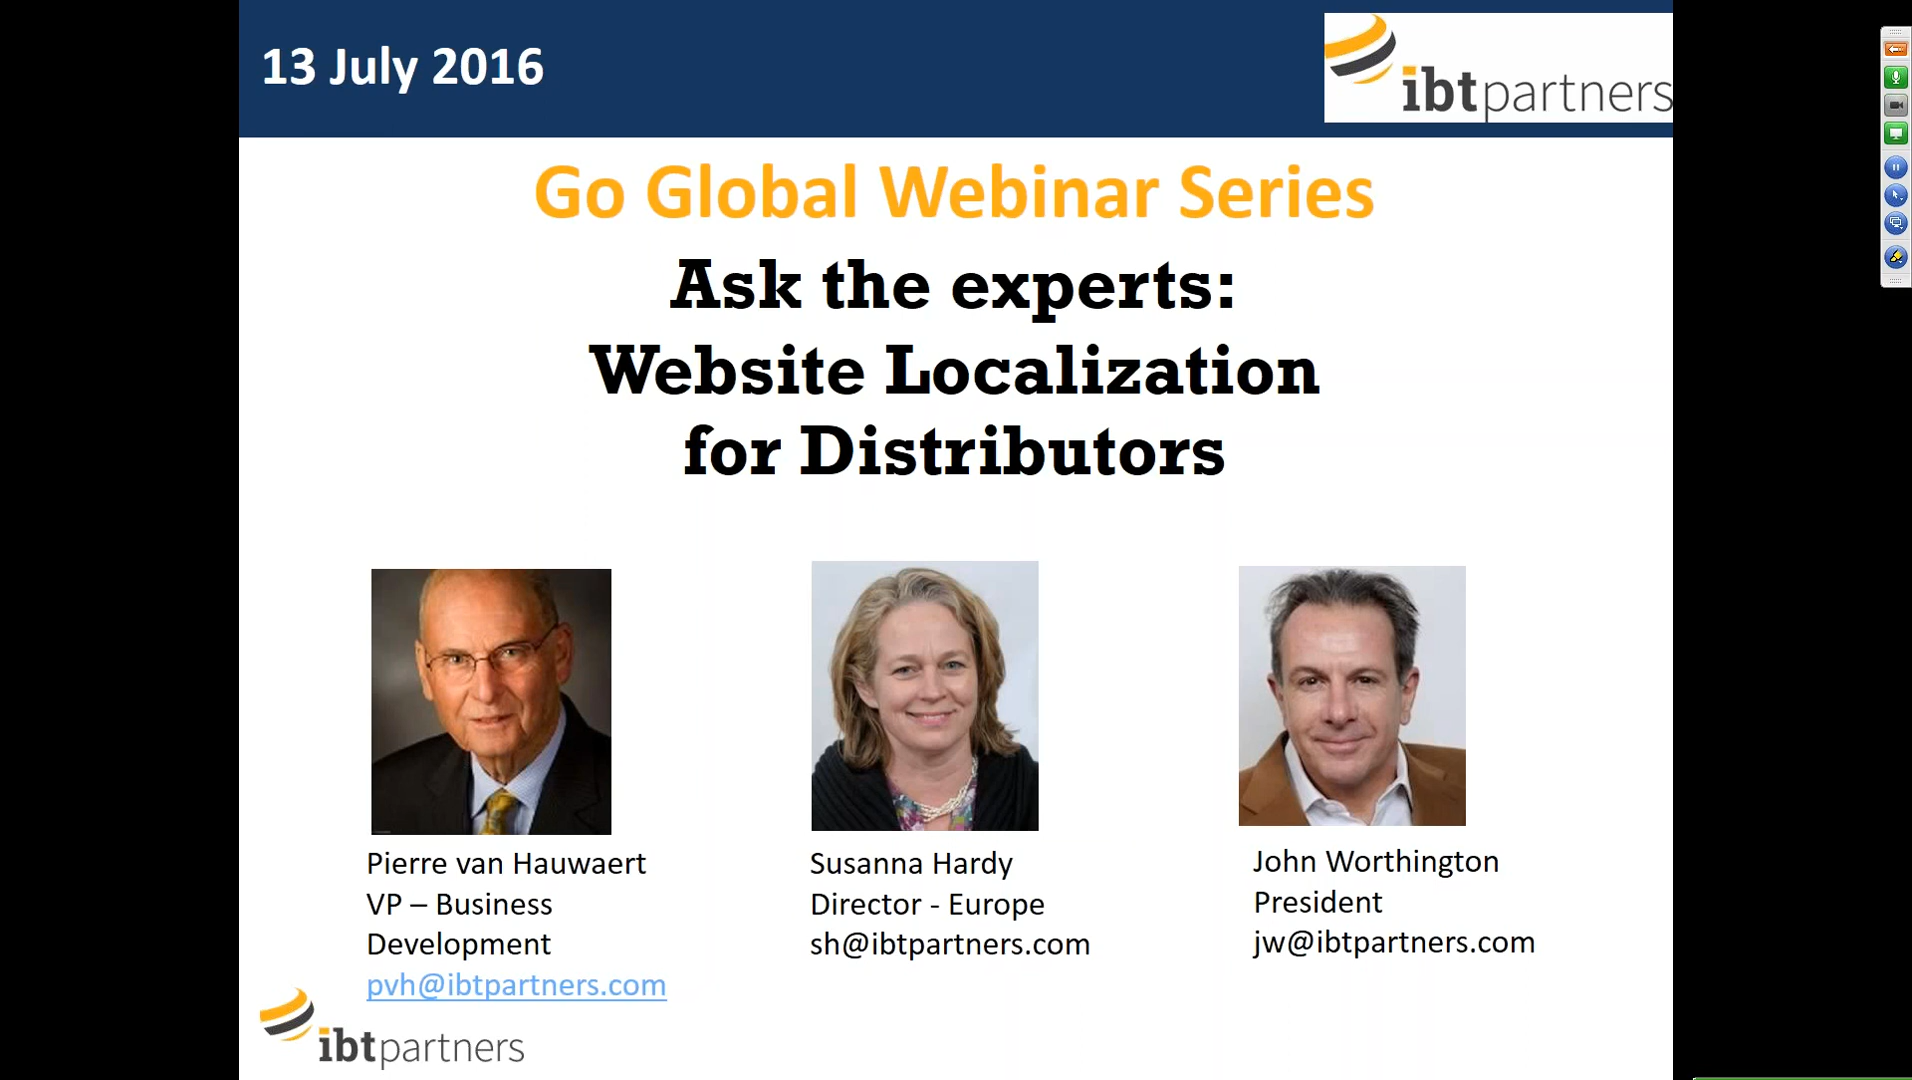 13 July 2016
ibtpartners
Go Global Webinar Series
Ask the experts:
Website Localization
for Distributors
Pierre van Hauwaert
VP – Business
Development
pvh@ibtpartners.com
Susanna Hardy
Director - Europe
sh@ibtpartners.com
John Worthington
President
jw@ibtpartners.com
ibtpartners